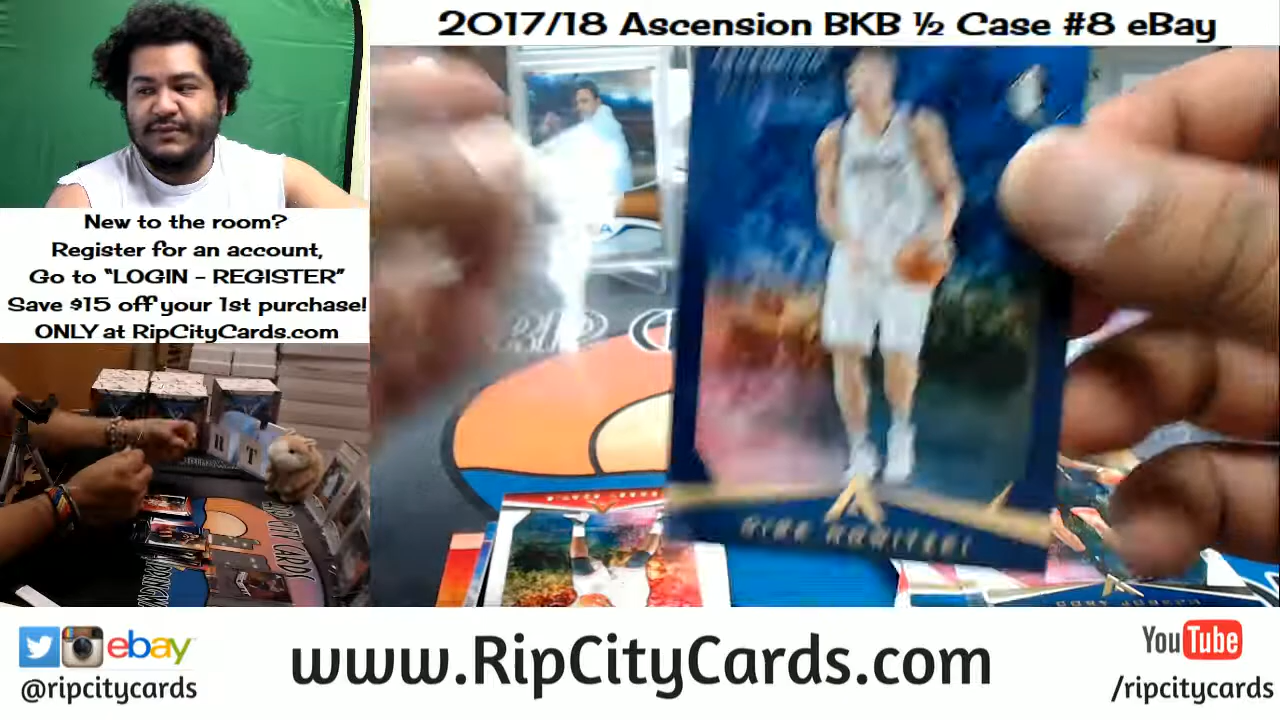 2017/18 Ascension BKB ½ Case #8 eBay
New to the room?
Register for an account,
Go to "LOGIN - REGISTER"
Save $15 off your 1st purchase!
ONLY at RipCityCards.com
DIRK NOWITZKI
ebay
@ripcitycards
www.RipCityCards.com
YouTube
/ripcitycards